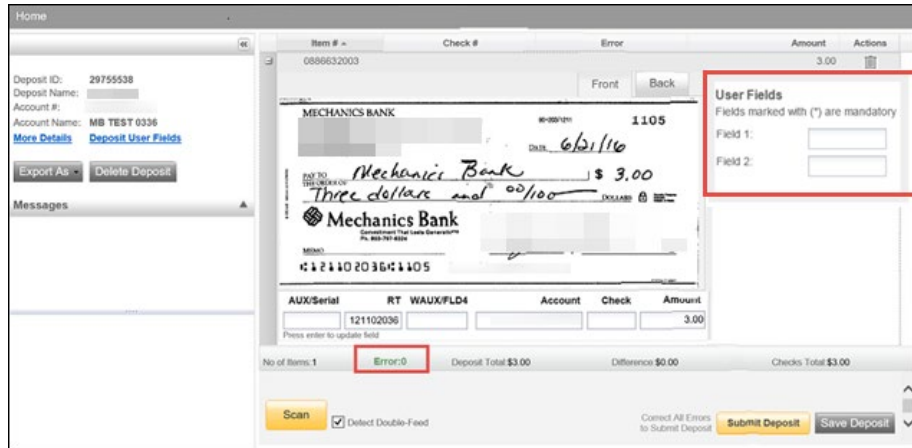 Home
Item # Check # Error Amount Actions
0886632003 3.00
Deposit ID: 29755538
Deposit Name:
Account #:
Account Name: MB TEST 0336
More Details Deposit User Fields
Export As Delete Deposit
Messages
Front Back
MECHANICS BANK
90-203/1211 1105
DATE 6/21/16
PAY TO THE ORDER OF Mechanics Bank $ 3.00
Three dollars and 00/100 DOLLARS
Mechanics Bank
MEMO
121102036 1105
AUX/Serial RT WAUX/FLD4 Account Check Amount
121102036 3.00
Press enter to update field
User Fields
Fields marked with (*) are mandatory
Field 1:
Field 2:
No of Items:1 Error:0 Deposit Total:$3.00 Difference:$0.00 Checks Total:$3.00
Scan Detect Double-Feed
Correct All Errors
to Submit Deposit
Submit Deposit Save Deposit